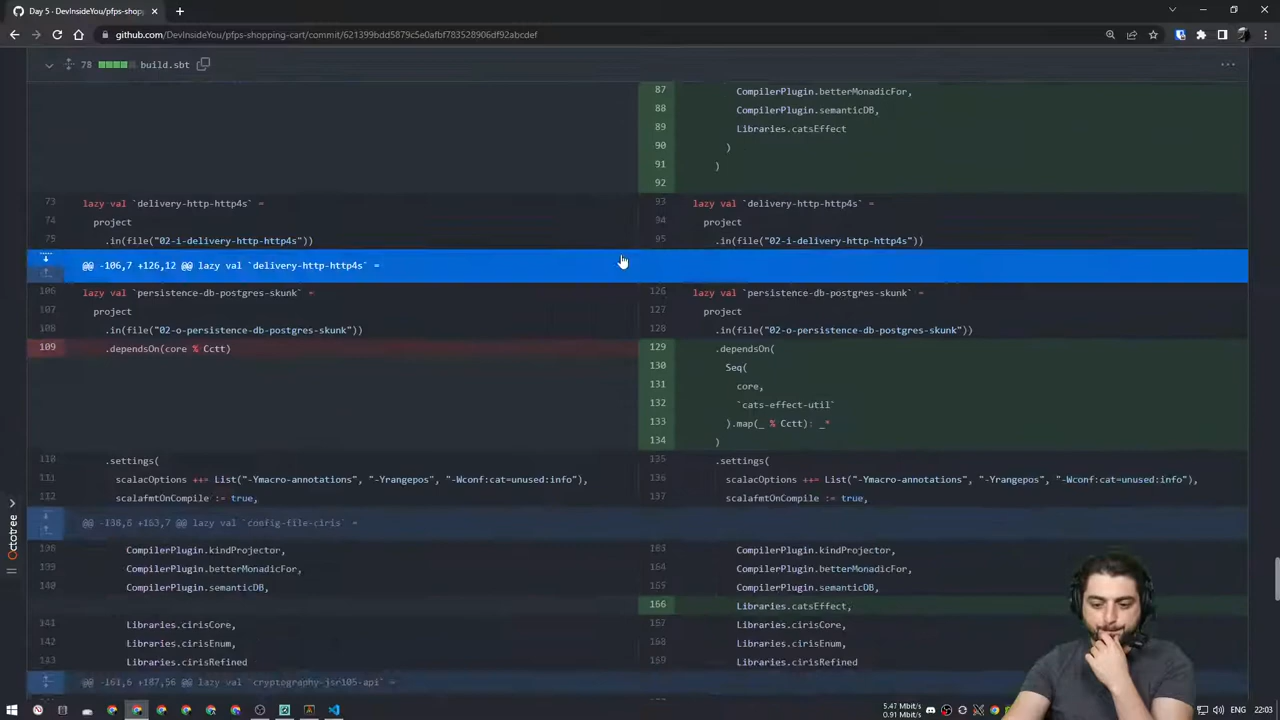 Day 5 - DevInsideYou/pfps-shop
github.com/DevInsideYou/pfps-shopping-cart/commit/621399bdd5879c5e0afbf783528906df92abcdef
78 build.sbt
87 CompilerPlugin.betterMonadicFor,
88 CompilerPlugin.semanticDB,
89 Libraries.catsEffect
90 )
91 )
92
73 lazy val `delivery-http-http4s` = 93 lazy val `delivery-http-http4s` =
74 project 94 project
75 .in(file("02-i-delivery-http-http4s")) 95 .in(file("02-i-delivery-http-http4s"))
@@ -106,7 +126,12 @@ lazy val `delivery-http-http4s` =
106 lazy val `persistence-db-postgres-skunk` = 126 lazy val `persistence-db-postgres-skunk` =
107 project 127 project
108 .in(file("02-o-persistence-db-postgres-skunk")) 128 .in(file("02-o-persistence-db-postgres-skunk"))
109 .dependsOn(core % Cctt) 129 .dependsOn(
130 Seq(
131 core,
132 `cats-effect-util`
133 ).map(_ % Cctt): _*
134 )
110 .settings( 135 .settings(
111 scalacOptions ++= List("-Ymacro-annotations", "-Yrangepos", "-Wconf:cat=unused:info"), 136 scalacOptions ++= List("-Ymacro-annotations", "-Yrangepos", "-Wconf:cat=unused:info"),
112 scalafmtOnCompile := true, 137 scalafmtOnCompile := true,
@@ -138,6 +163,7 @@ lazy val `config-file-ciris` =
138 CompilerPlugin.kindProjector, 163 CompilerPlugin.kindProjector,
139 CompilerPlugin.betterMonadicFor, 164 CompilerPlugin.betterMonadicFor,
140 CompilerPlugin.semanticDB, 165 CompilerPlugin.semanticDB,
166 Libraries.catsEffect,
141 Libraries.cirisCore, 167 Libraries.cirisCore,
142 Libraries.cirisEnum, 168 Libraries.cirisEnum,
143 Libraries.cirisRefined 169 Libraries.cirisRefined
@@ -161,6 +187,56 @@ lazy val `cryptography-jsr105-api` =
Octotree
5.47 Mbit/s
0.91 Mbit/s
ENG 22:03